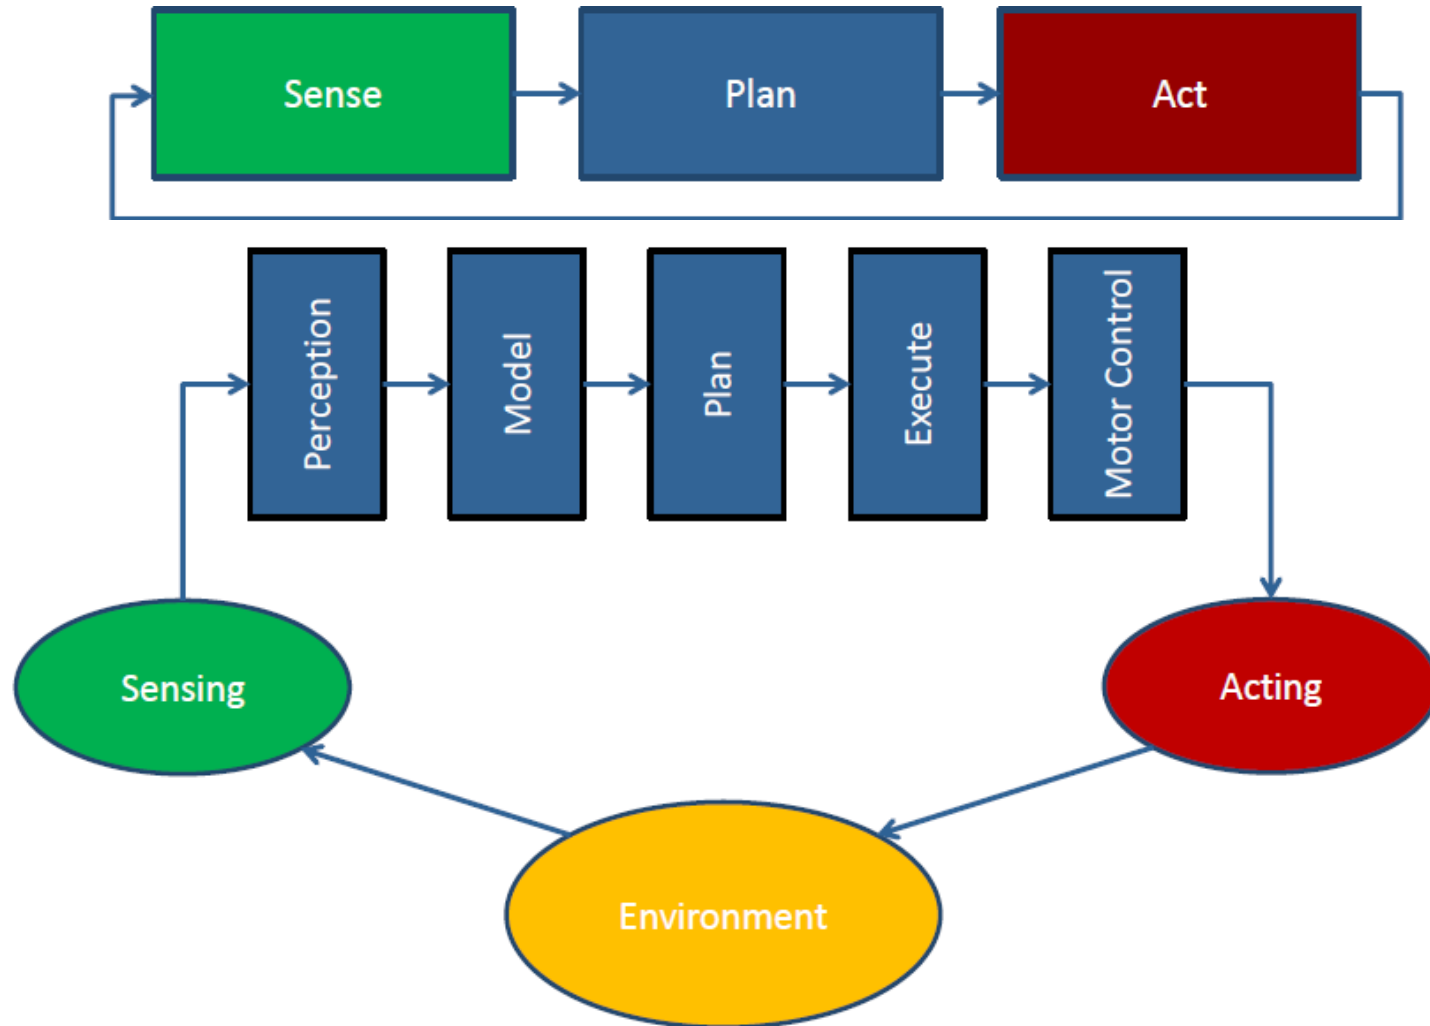 Sense
Plan
Act
Perception
Model
Plan
Execute
Motor Control
Sensing
Acting
Environment